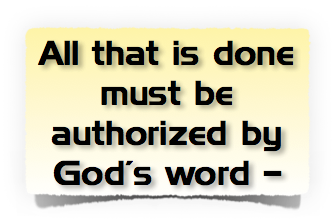 All that is done
must be
authorized by
God's word –